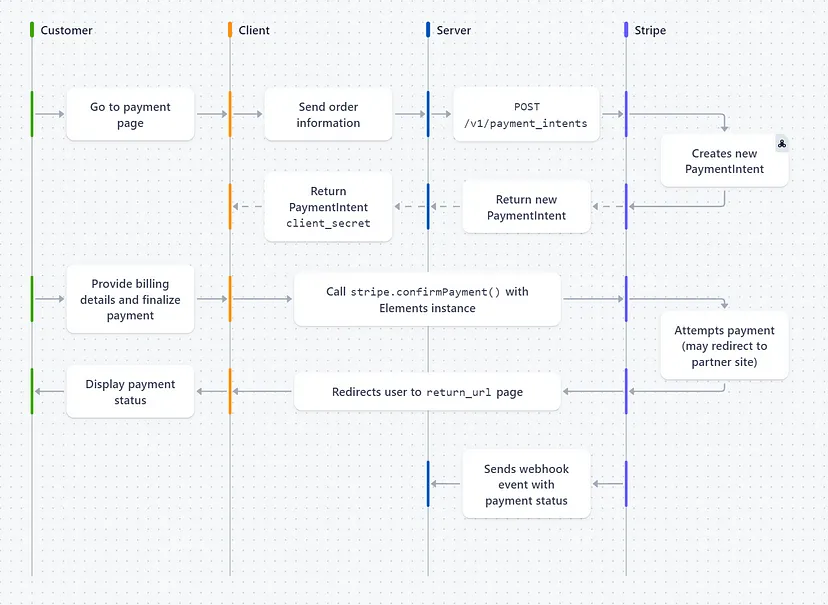 Customer
Client
Server
Stripe
Go to payment
page
Send order
information
POST
/v1/payment_intents
Creates new
PaymentIntent
Return
PaymentIntent
client_secret
Return new
PaymentIntent
Provide billing
details and finalize
payment
Call stripe.confirmPayment() with
Elements instance
Attempts payment
(may redirect to
partner site)
Display payment
status
Redirects user to return_url page
Sends webhook
event with
payment status